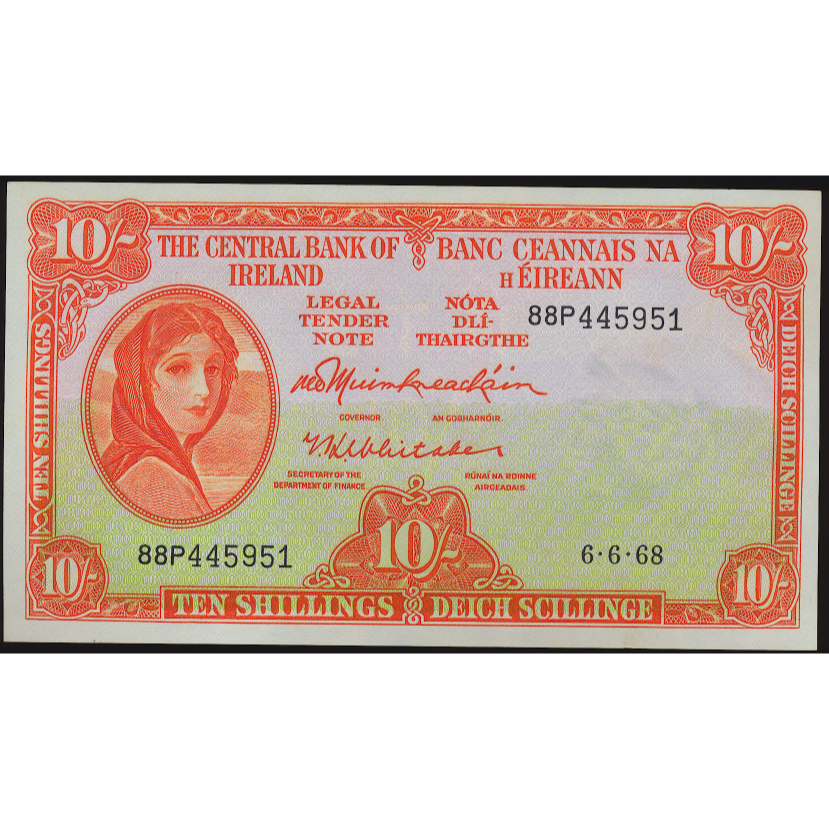 10/-
10/-
THE CENTRAL BANK OF
IRELAND
BANC CEANNAIS NA
hÉIREANN
LEGAL
TENDER
NOTE
NÓTA
DLÍ-
THAIRGTHE
88P445951
TEN SHILLINGS
DEICH SCILLINGE
GOVERNOR.
AN GOBHARNÓIR.
T. K. Whitaker
SECRETARY OF THE
DEPARTMENT OF FINANCE.
RÚNAÍ NA ROINNE
AIRGEADAIS.
88P445951
10/-
6·6·68
10/-
10/-
TEN SHILLINGS
DEICH SCILLINGE